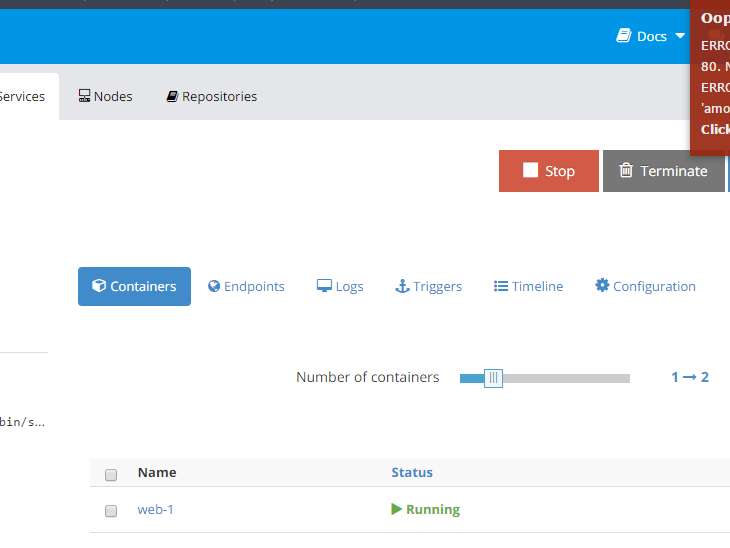 Docs
Oop
ERRO
80. N
ERRO
'amo
Click
Services
Nodes
Repositories
Stop
Terminate
Containers
Endpoints
Logs
Triggers
Timeline
Configuration
Number of containers
1 → 2
bin/s...
Name
Status
web-1
Running